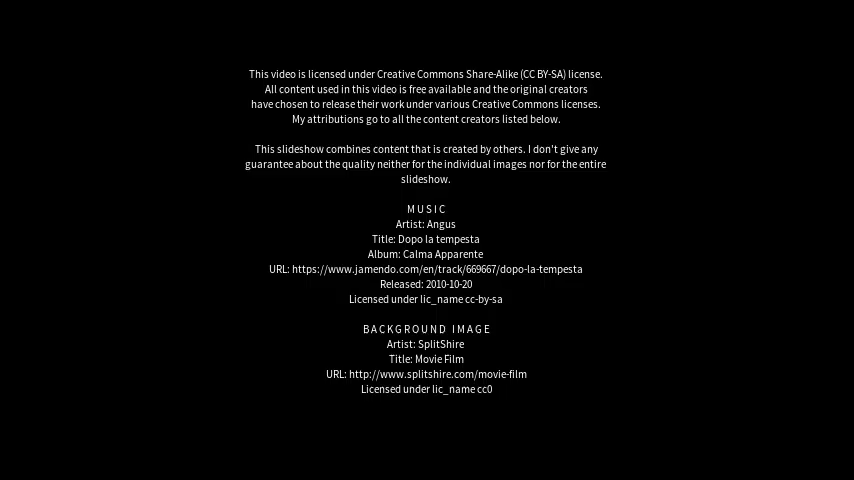 This video is licensed under Creative Commons Share-Alike (CC BY-SA) license.
All content used in this video is free available and the original creators
have chosen to release their work under various Creative Commons licenses.
My attributions go to all the content creators listed below.
This slideshow combines content that is created by others. I don't give any
guarantee about the quality neither for the individual images nor for the entire
slideshow.
MUSIC
Artist: Angus
Title: Dopo la tempesta
Album: Calma Apparente
URL: https://www.jamendo.com/en/track/669667/dopo-la-tempesta
Released: 2010-10-20
Licensed under lic_name cc-by-sa
BACKGROUND IMAGE
Artist: SplitShire
Title: Movie Film
URL: http://www.splitshire.com/movie-film
Licensed under lic_name cc0